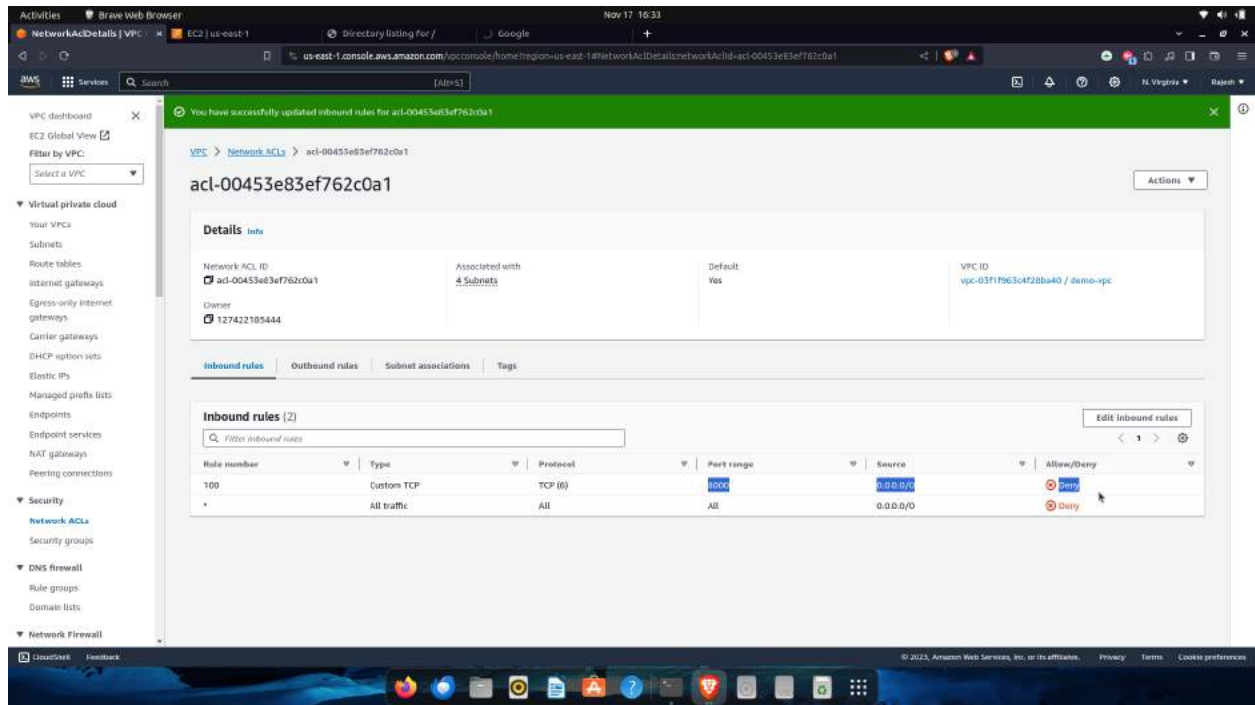 Activities Brave Web Browser Nov 17 16:33
NetworkAclDetails | VPC EC2 | us-east-1 Directory listing for / Google
us-east-1.console.aws.amazon.com/vpcconsole/home?region=us-east-1#NetworkAclDetails:networkAclId=acl-00453e83ef762c0a1
aws Services Search [Alt+S] N. Virginia Rajesh
You have successfully updated inbound rules for acl-00453e83ef762c0a1
VPC dashboard
EC2 Global View
Filter by VPC:
Select a VPC
Virtual private cloud
Your VPCs
Subnets
Route tables
Internet gateways
Egress-only internet
gateways
Carrier gateways
DHCP option sets
Elastic IPs
Managed prefix lists
Endpoints
Endpoint services
NAT gateways
Peering connections
Security
Network ACLs
Security groups
DNS firewall
Rule groups
Domain lists
Network Firewall
VPC > Network ACLs > acl-00453e83ef762c0a1
acl-00453e83ef762c0a1 Actions
Details Info
Network ACL ID Associated with Default VPC ID
acl-00453e83ef762c0a1 4 Subnets Yes vpc-03f1f963c4f28ba40 / demo-vpc
Owner
127422185444
Inbound rules Outbound rules Subnet associations Tags
Inbound rules (2) Edit inbound rules
Filter inbound rules 1
Rule number Type Protocol Port range Source Allow/Deny
100 Custom TCP TCP (6) 8000 0.0.0.0/0 Deny
* All traffic All All 0.0.0.0/0 Deny
CloudShell Feedback © 2023, Amazon Web Services, Inc. or its affiliates. Privacy Terms Cookie preferences